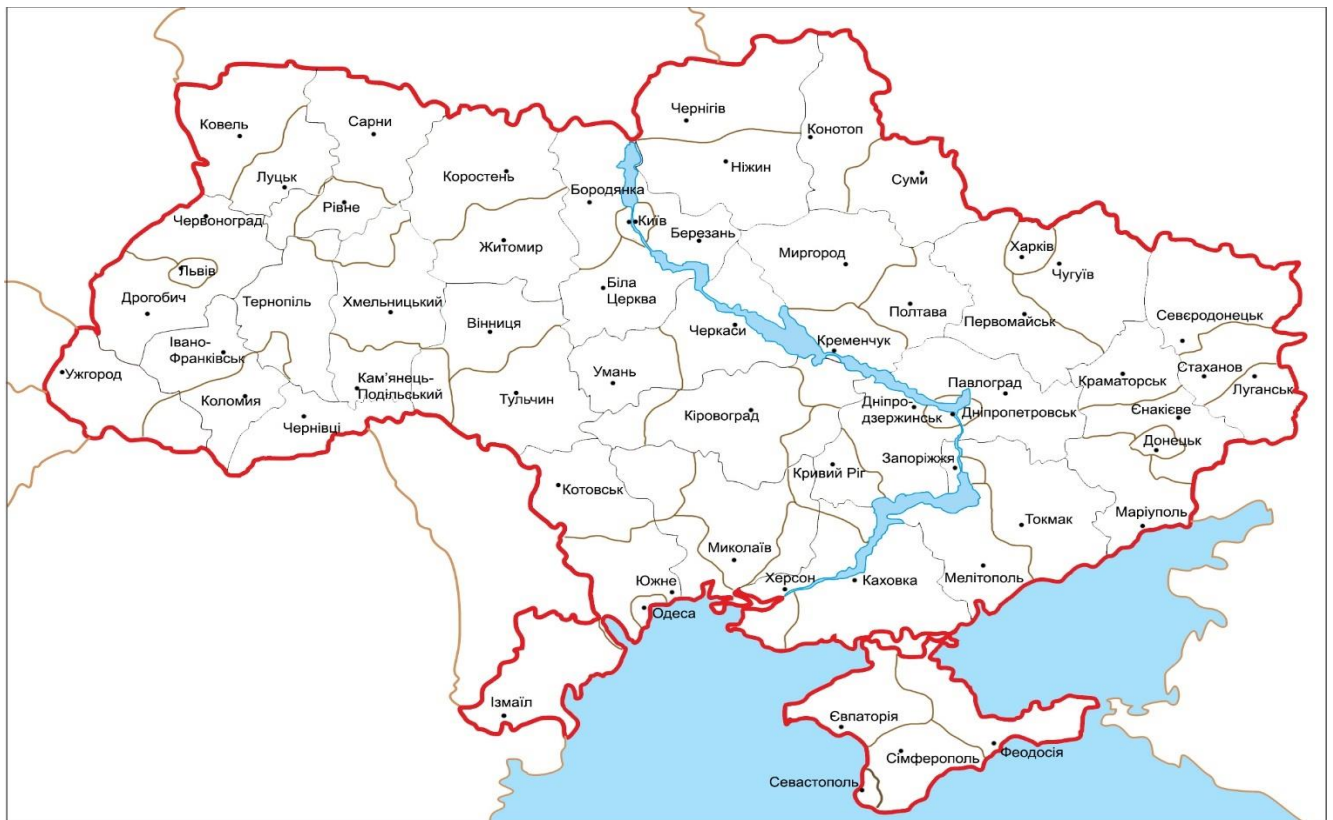 Чернігів
Ковель
Сарни
Конотоп
Ніжин
Луцьк
Коростень
Суми
Бородянка
Рівне
Червоноград
Київ
Березань
Житомир
Харків
Миргород
Чугуїв
Львів
Дрогобич
Тернопіль
Хмельницький
Біла
Церква
Полтава
Первомайськ
Сєвєродонецьк
Вінниця
Черкаси
Кременчук
Івано-
Франківськ
Ужгород
Умань
Стаханов
Краматорськ
Луганськ
Кам’янець-
Подільський
Павлоград
Коломия
Тульчин
Кіровоград
Дніпро-
дзержинськ
Дніпропетровськ
Єнакієве
Чернівці
Донецьк
Запоріжжя
Кривий Ріг
Котовськ
Маріуполь
Токмак
Миколаїв
Мелітополь
Херсон
Каховка
Южне
Одеса
Ізмаїл
Євпаторія
Сімферополь
Феодосія
Севастополь